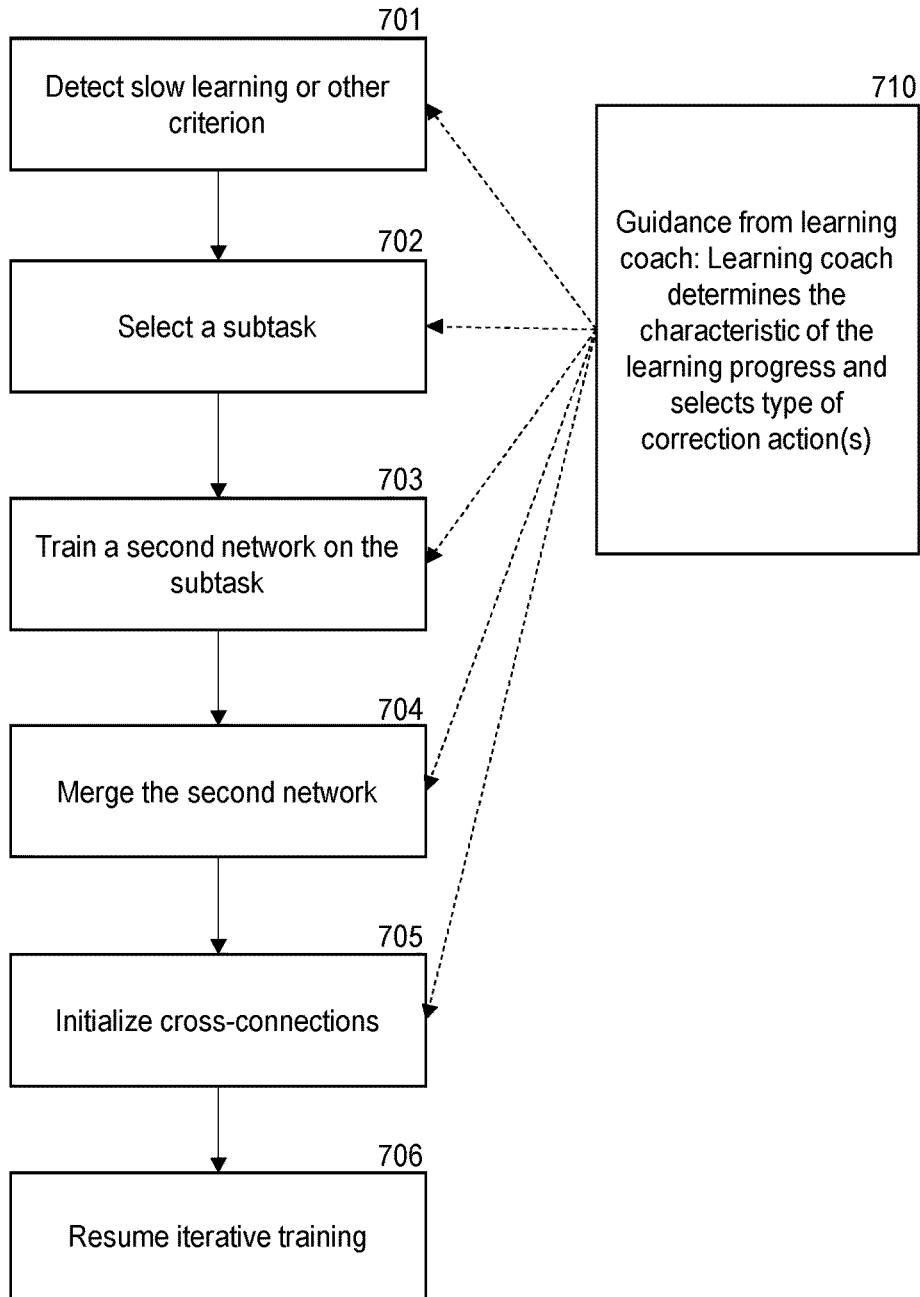 701
Detect slow learning or other
criterion
710
Guidance from learning
coach: Learning coach
determines the
characteristic of the
learning progress and
selects type of
correction action(s)
702
Select a subtask
703
Train a second network on the
subtask
704
Merge the second network
705
Initialize cross-connections
706
Resume iterative training